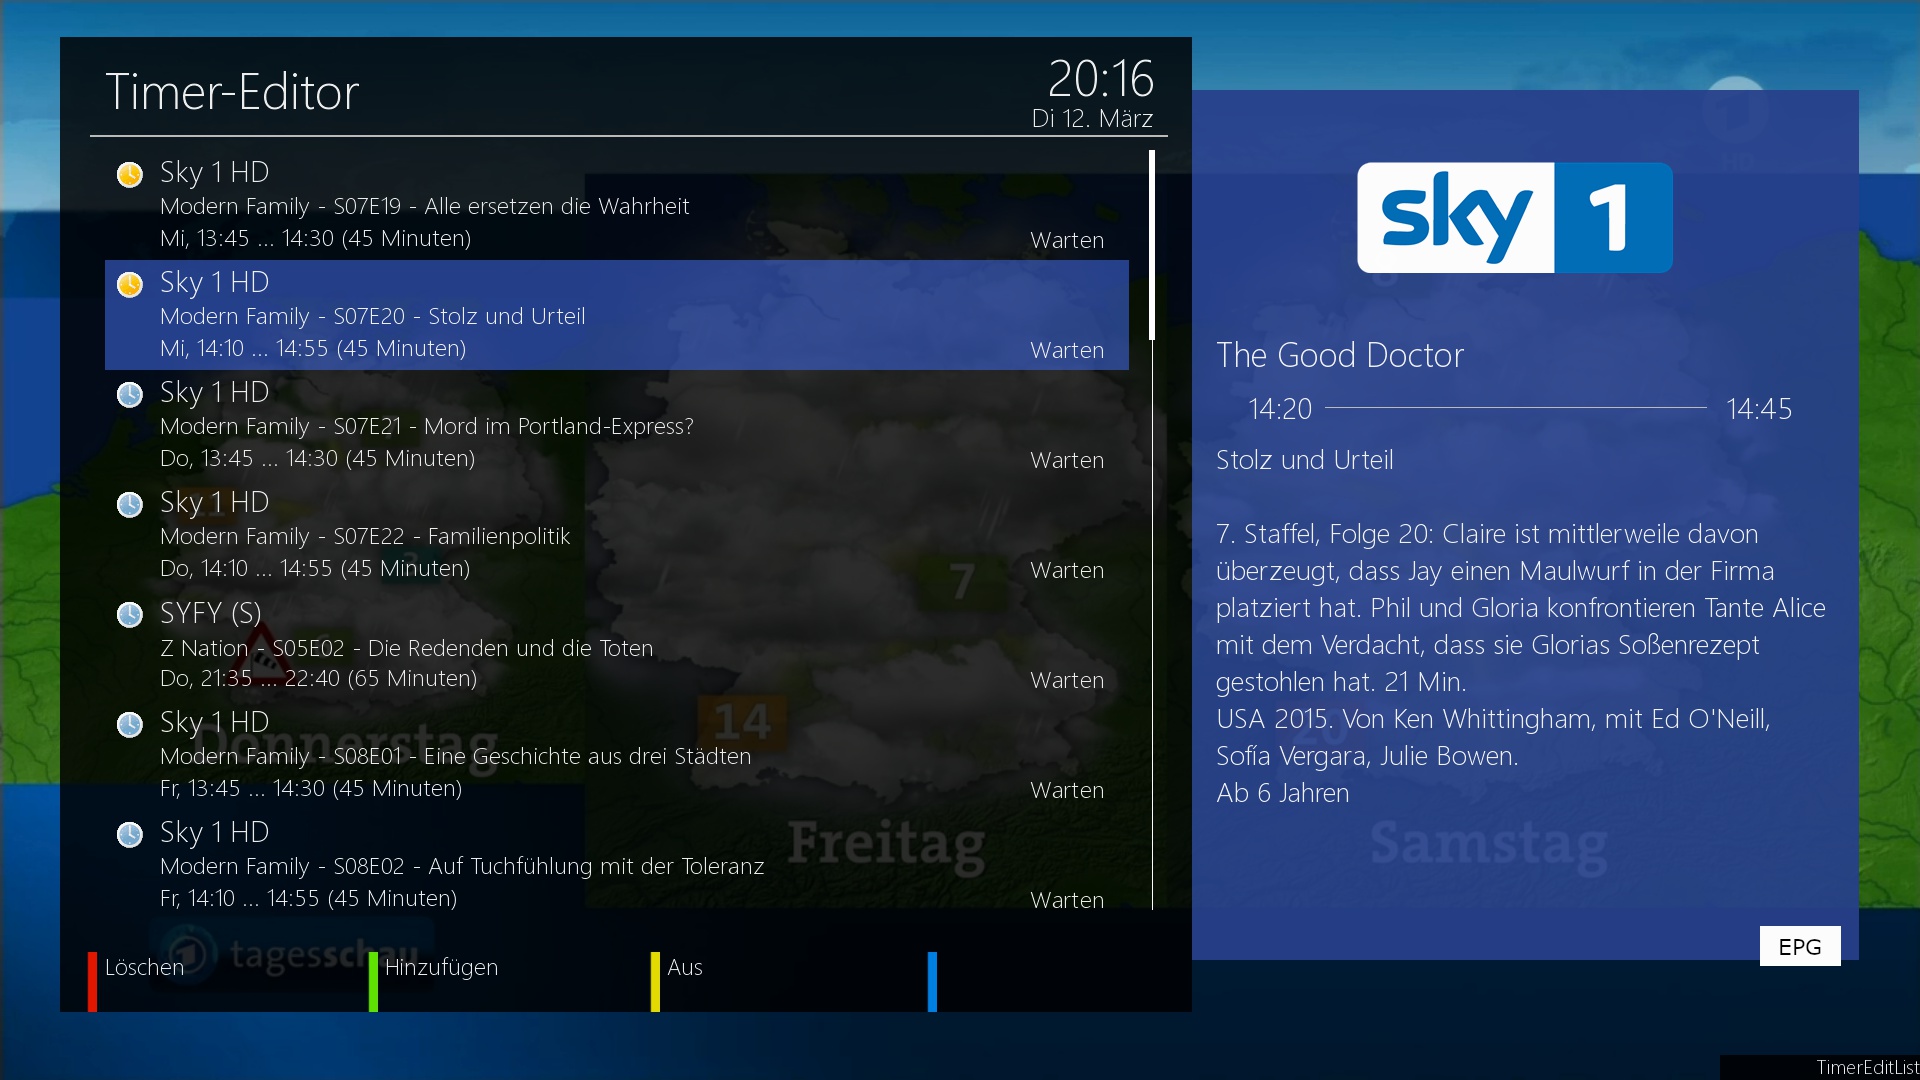 Timer-Editor
20:16
Di 12. März
Sky 1 HD
Modern Family - S07E19 - Alle ersetzen die Wahrheit
Mi, 13:45 ... 14:30 (45 Minuten)
Warten
Sky 1 HD
Modern Family - S07E20 - Stolz und Urteil
Mi, 14:10 ... 14:55 (45 Minuten)
Warten
Sky 1 HD
Modern Family - S07E21 - Mord im Portland-Express?
Do, 13:45 ... 14:30 (45 Minuten)
Warten
Sky 1 HD
Modern Family - S07E22 - Familienpolitik
Do, 14:10 ... 14:55 (45 Minuten)
Warten
SYFY (S)
Z Nation - S05E02 - Die Redenden und die Toten
Do, 21:35 ... 22:40 (65 Minuten)
Warten
Sky 1 HD
Modern Family - S08E01 - Eine Geschichte aus drei Städten
Fr, 13:45 ... 14:30 (45 Minuten)
Warten
Sky 1 HD
Modern Family - S08E02 - Auf Tuchfühlung mit der Toleranz
Fr, 14:10 ... 14:55 (45 Minuten)
Warten
Löschen
Hinzufügen
Aus
sky 1
The Good Doctor
14:20
14:45
Stolz und Urteil
7. Staffel, Folge 20: Claire ist mittlerweile davon
überzeugt, dass Jay einen Maulwurf in der Firma
platziert hat. Phil und Gloria konfrontieren Tante Alice
mit dem Verdacht, dass sie Glorias Soßenrezept
gestohlen hat. 21 Min.
USA 2015. Von Ken Whittingham, mit Ed O'Neill,
Sofía Vergara, Julie Bowen.
Ab 6 Jahren
EPG
7
14
20
Donnerstag
Freitag
Samstag
tagesschau
TimerEditList